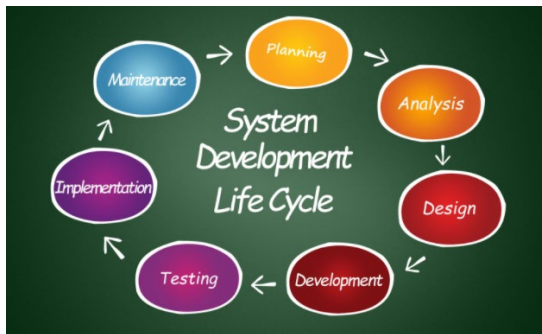 Planning
Maintenance
Analysis
System
Development
Life Cycle
Implementation
Design
Testing
Development